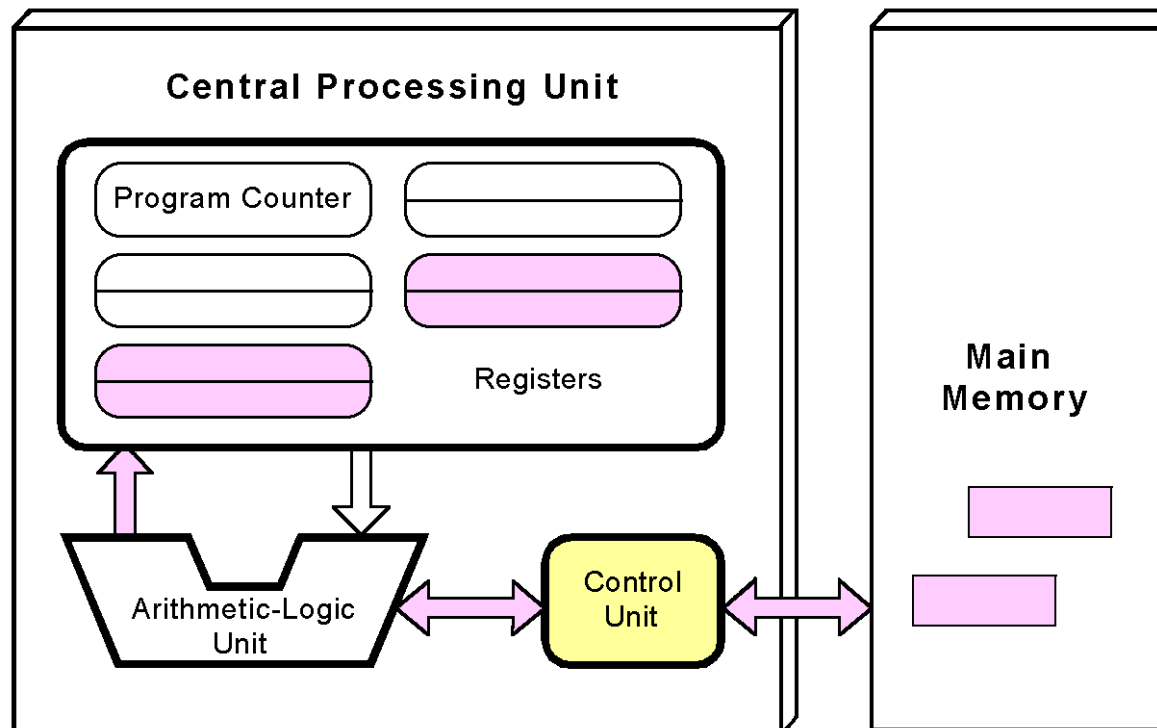 Central Processing Unit
Program Counter
Registers
Arithmetic-Logic
Unit
Control
Unit
Main
Memory